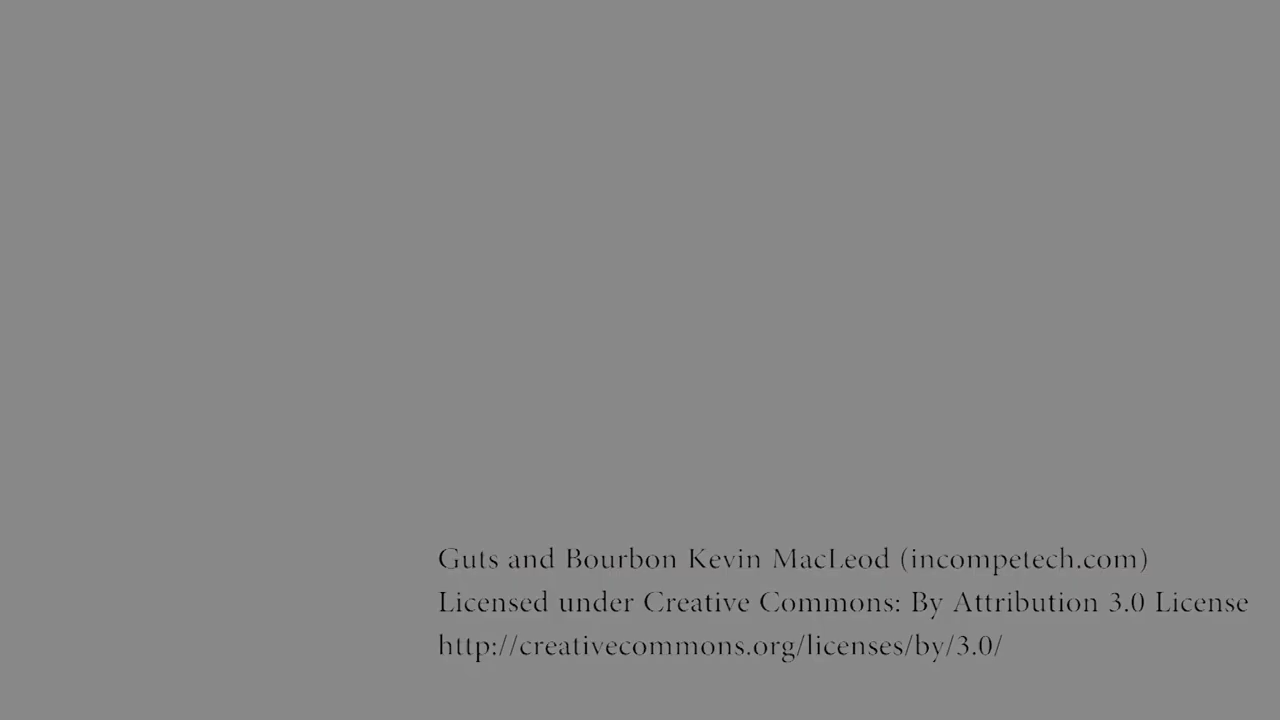 Guts and Bourbon Kevin MacLeod (incompetech.com)
Licensed under Creative Commons: By Attribution 3.0 License
http://creativecommons.org/licenses/by/3.0/